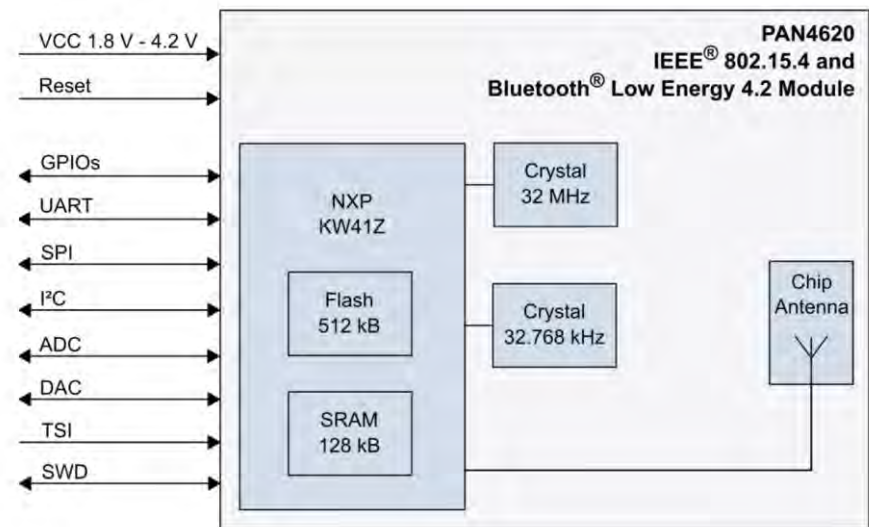 VCC 1.8 V - 4.2 V
Reset
GPIOs
UART
SPI
I²C
ADC
DAC
TSI
SWD
PAN4620
IEEE® 802.15.4 and
Bluetooth® Low Energy 4.2 Module
NXP
KW41Z
Flash
512 kB
SRAM
128 kB
Crystal
32 MHz
Crystal
32.768 kHz
Chip
Antenna